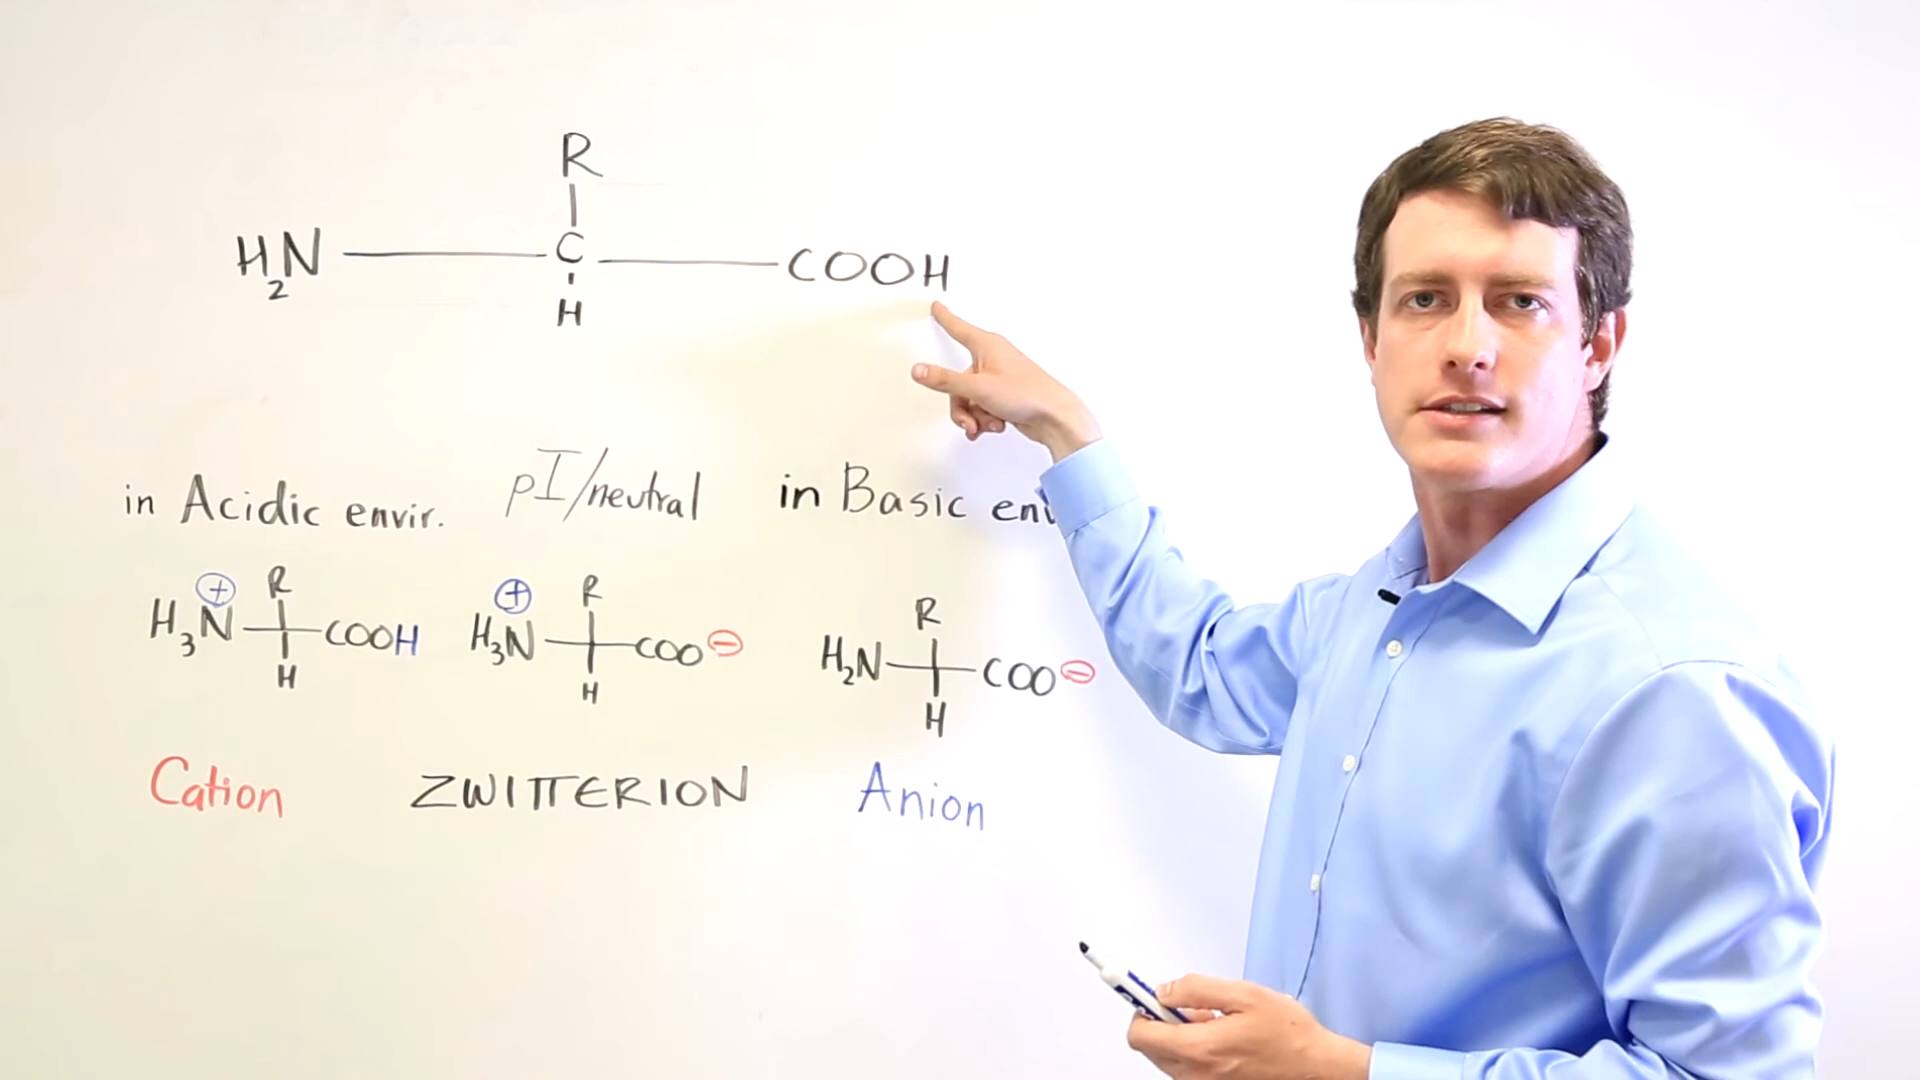 R
H2N — C — COOH
H
in Acidic envir. pI/neutral in Basic
+ R + R R
H3N COOH H3N COO− H2N COO−
H H H
Cation ZWITTERION Anion